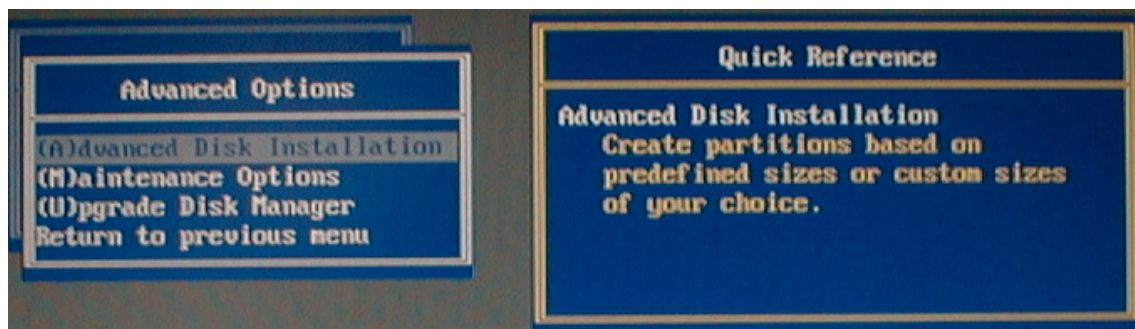 Advanced Options
(A)dvanced Disk Installation
(M)aintenance Options
(U)pgrade Disk Manager
Return to previous menu
Quick Reference
Advanced Disk Installation
Create partitions based on
predefined sizes or custom sizes
of your choice.